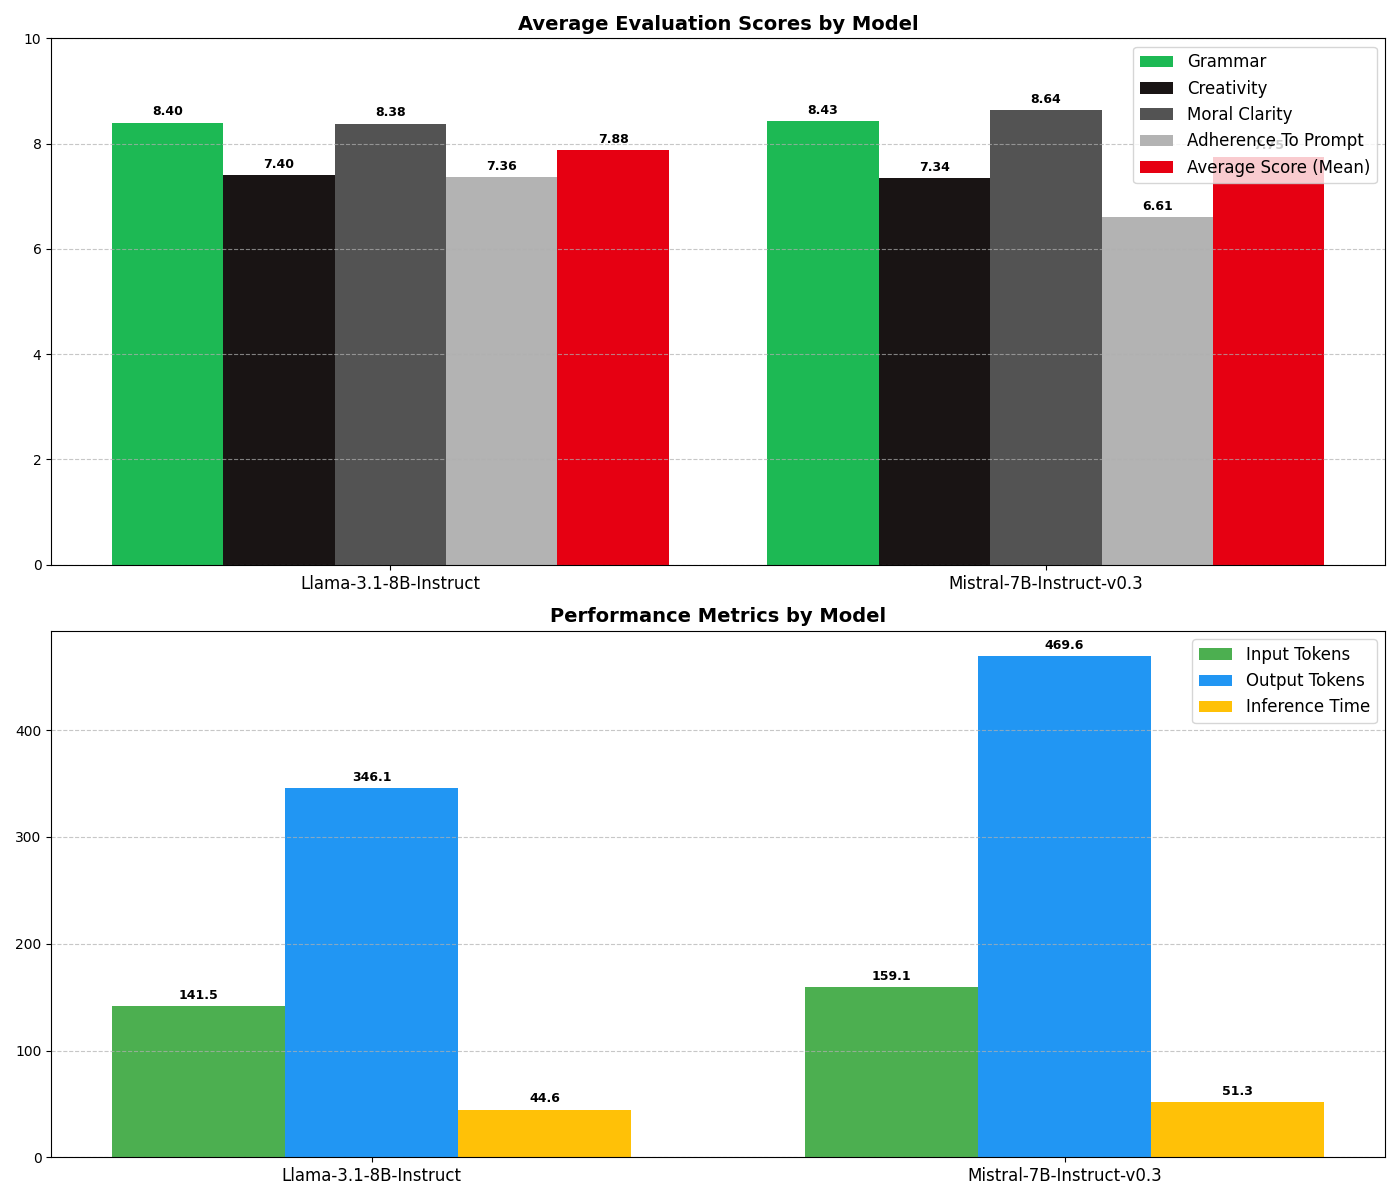 Average Evaluation Scores by Model
10
8
6
4
2
0
Grammar
Creativity
Moral Clarity
Adherence To Prompt
Average Score (Mean)
8.40
7.40
8.38
7.36
7.88
8.43
7.34
8.64
6.61
Llama-3.1-8B-Instruct
Mistral-7B-Instruct-v0.3
Performance Metrics by Model
400
300
200
100
0
Input Tokens
Output Tokens
Inference Time
141.5
346.1
44.6
159.1
469.6
51.3
Llama-3.1-8B-Instruct
Mistral-7B-Instruct-v0.3